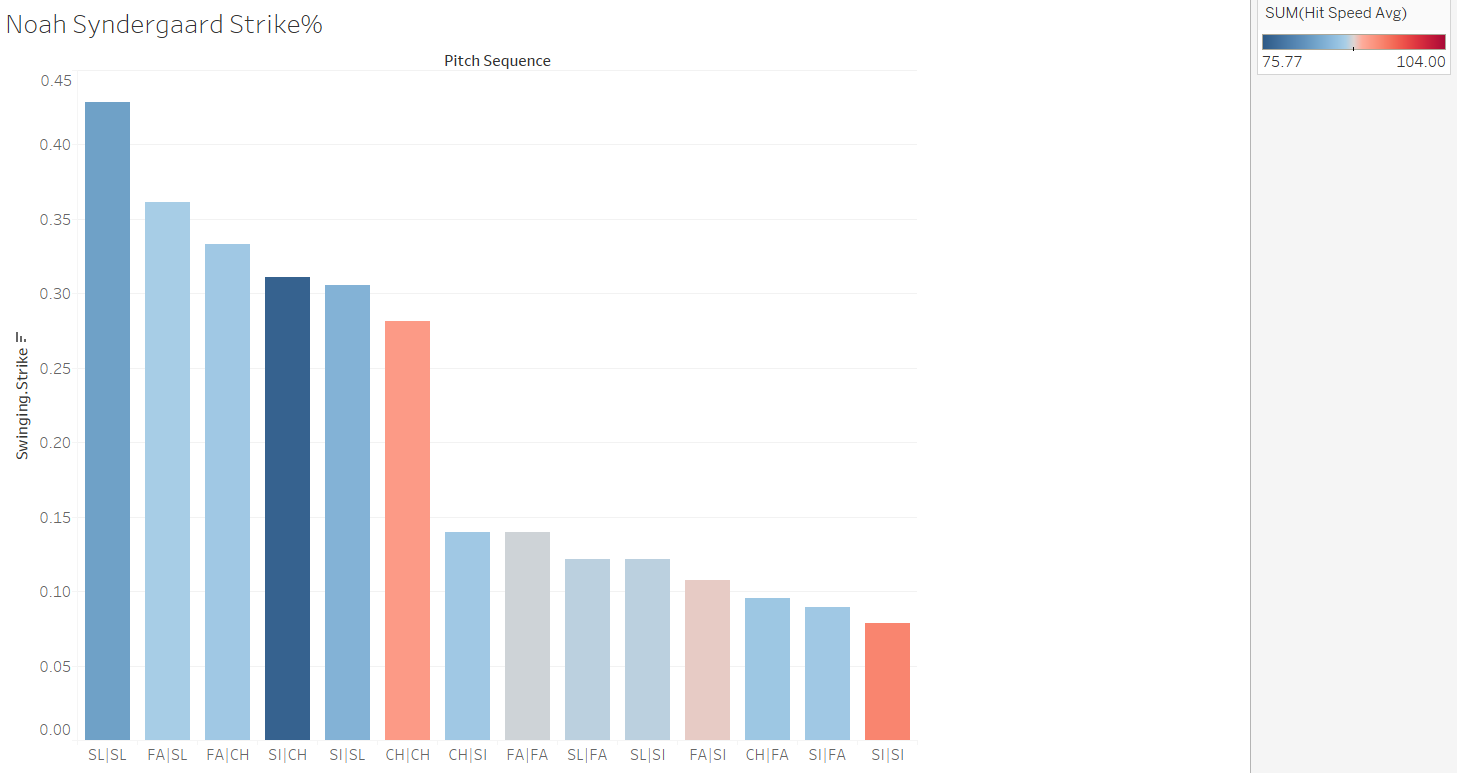 Noah Syndergaard Strike%
SUM(Hit Speed Avg)
75.77 104.00
Pitch Sequence
0.45
0.40
0.35
0.30
0.25
0.20
0.15
0.10
0.05
0.00
Swinging.Strike
SL|SL FA|SL FA|CH SI|CH SI|SL CH|CH CH|SI FA|FA SL|FA SL|SI FA|SI CH|FA SI|FA SI|SI